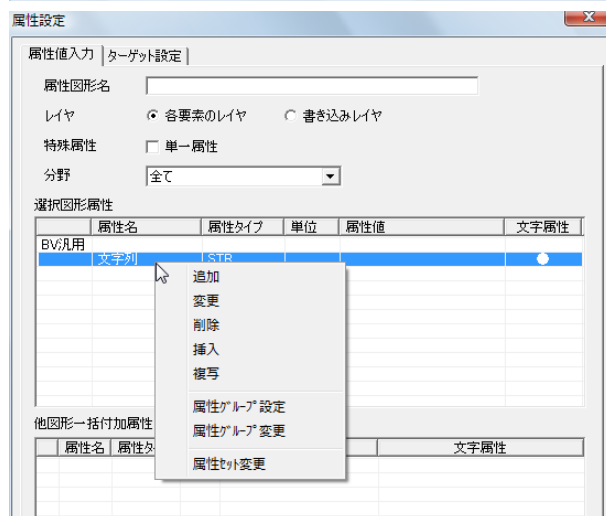 属性設定
属性値入力 ターゲット設定
属性図形名
レイヤ 各要素のレイヤ 書き込みレイヤ
特殊属性 単一属性
分野 全て
選択図形属性
属性名 属性タイプ 単位 属性値 文字属性
BV汎用
文字列 STR
追加
変更
削除
挿入
複写
属性ｸﾞﾙｰﾌﾟ設定
属性ｸﾞﾙｰﾌﾟ変更
属性ｾｯﾄ変更
他図形一括付加属性
属性名 属性タ 文字属性